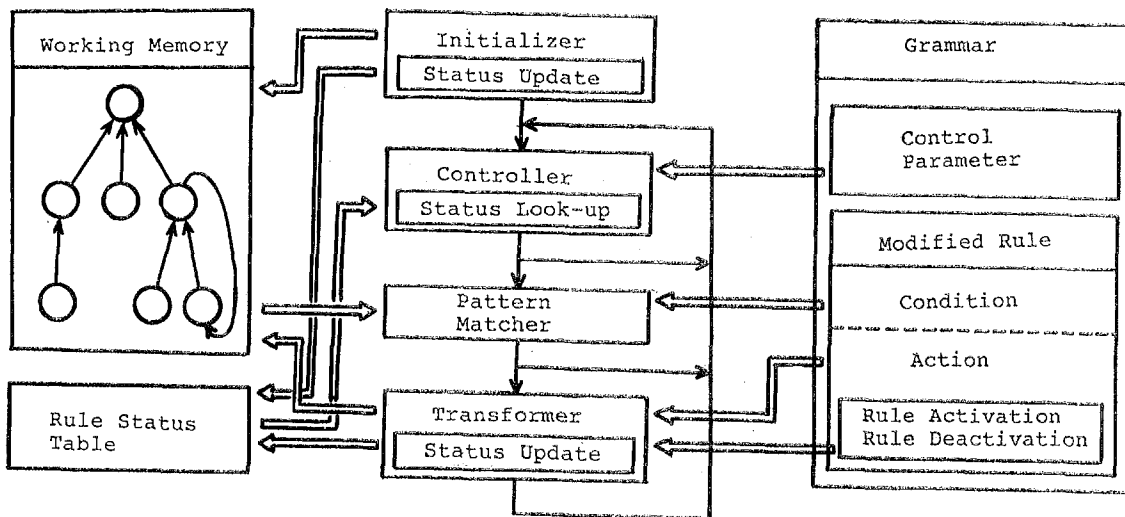 Working Memory
Rule Status
Table
Initializer
Status Update
Controller
Status Look-up
Pattern
Matcher
Transformer
Status Update
Grammar
Control
Parameter
Modified Rule
Condition
Action
Rule Activation
Rule Deactivation